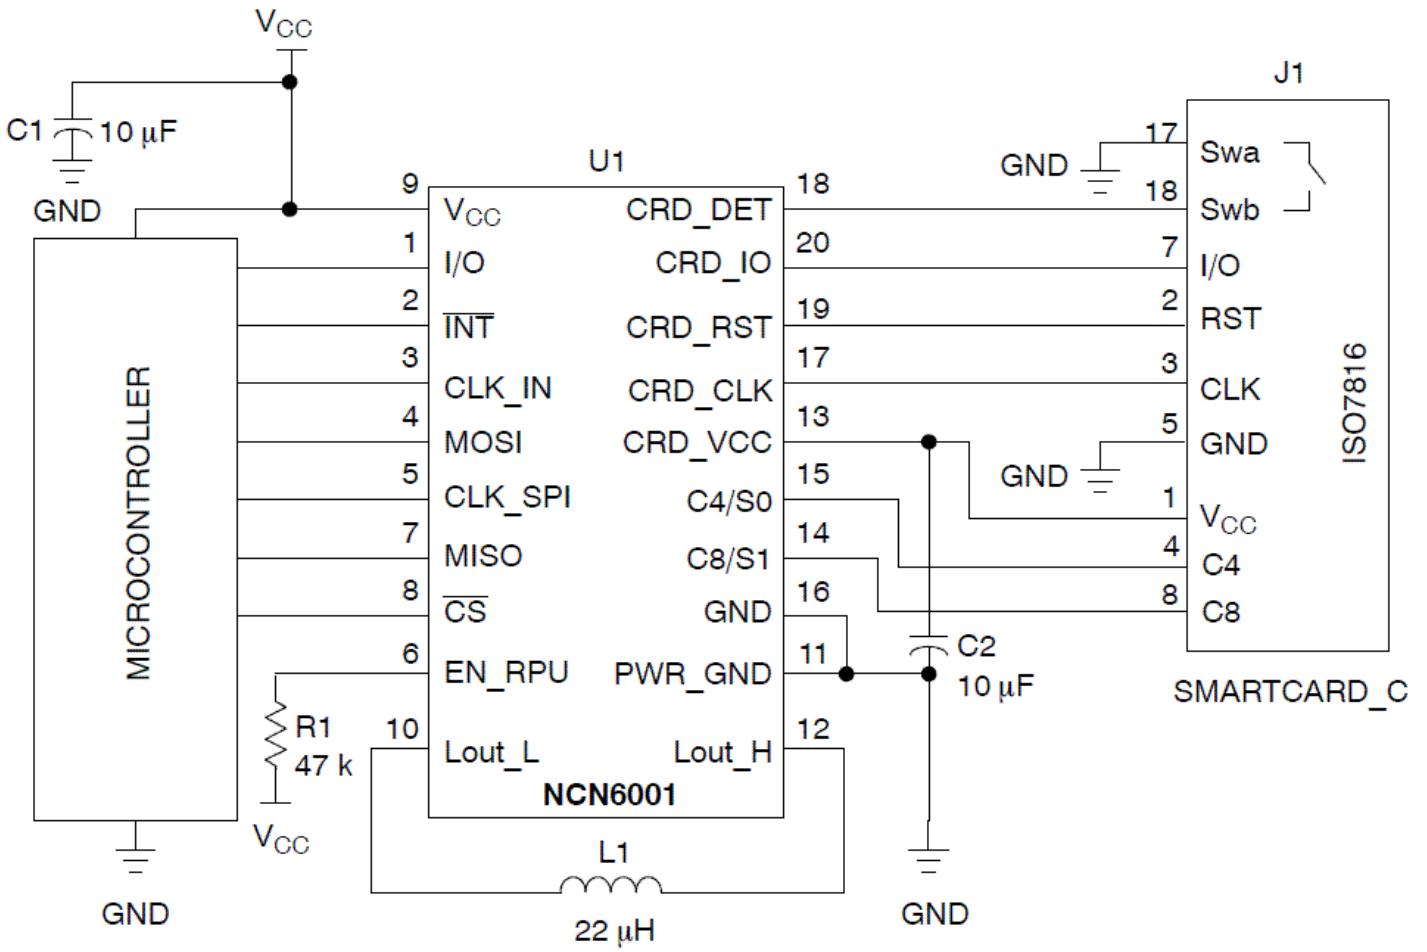 VCC
C1 10 µF
GND
MICROCONTROLLER
GND
U1
9 VCC
1 I/O
2 INT
3 CLK_IN
4 MOSI
5 CLK_SPI
7 MISO
8 CS
6 EN_RPU
10 Lout_L
R1
47 k
VCC
CRD_DET 18
CRD_IO 20
CRD_RST 19
CRD_CLK 17
CRD_VCC 13
C4/S0 15
C8/S1 14
GND 16
PWR_GND 11
Lout_H 12
NCN6001
L1
22 µH
C2
10 µF
GND
J1
GND
17 Swa
18 Swb
7 I/O
2 RST
3 CLK
5 GND
GND
1 VCC
4 C4
8 C8
ISO7816
SMARTCARD_C